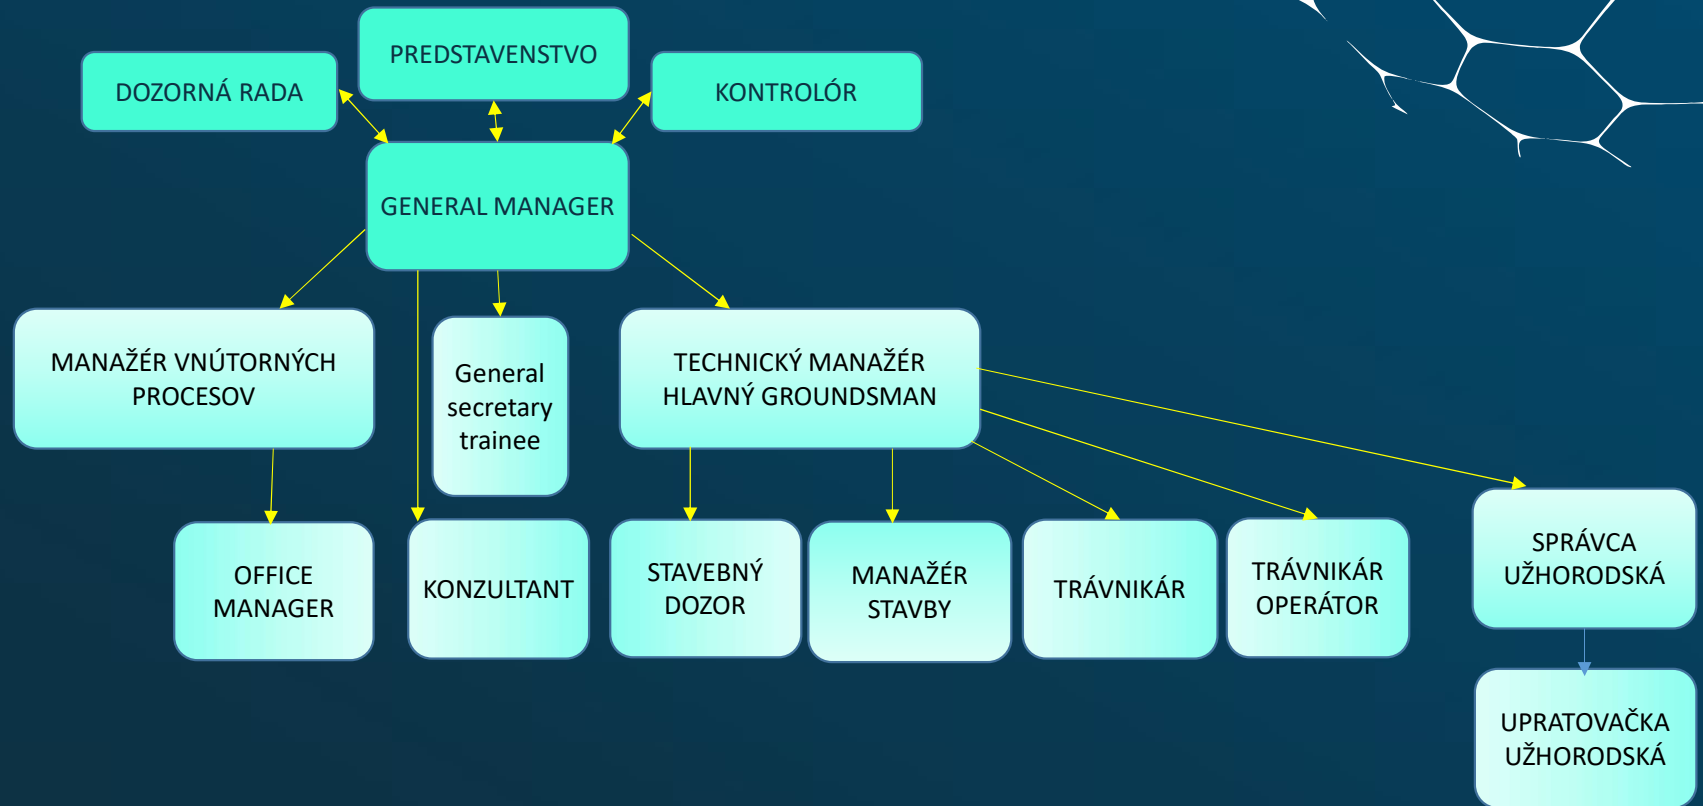 PREDSTAVENSTVO
DOZORNÁ RADA
KONTROLÓR
GENERAL MANAGER
MANAŽÉR VNÚTORNÝCH
PROCESOV
General
secretary
trainee
TECHNICKÝ MANAŽÉR
HLAVNÝ GROUNDSMAN
OFFICE
MANAGER
KONZULTANT
STAVEBNÝ
DOZOR
MANAŽÉR
STAVBY
TRÁVNIKÁR
TRÁVNIKÁR
OPERÁTOR
SPRÁVCA
UŽHORODSKÁ
UPRATOVAČKA
UŽHORODSKÁ